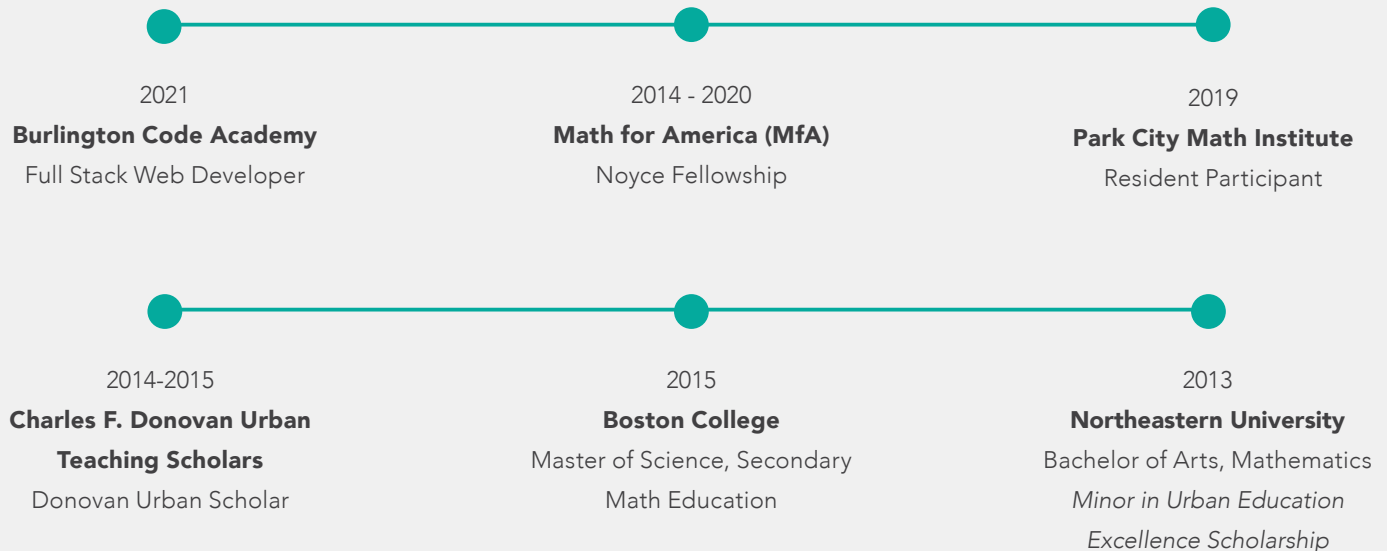 2021
Burlington Code Academy
Full Stack Web Developer
2014 - 2020
Math for America (MfA)
Noyce Fellowship
2019
Park City Math Institute
Resident Participant
2014-2015
Charles F. Donovan Urban
Teaching Scholars
Donovan Urban Scholar
2015
Boston College
Master of Science, Secondary
Math Education
2013
Northeastern University
Bachelor of Arts, Mathematics
Minor in Urban Education
Excellence Scholarship